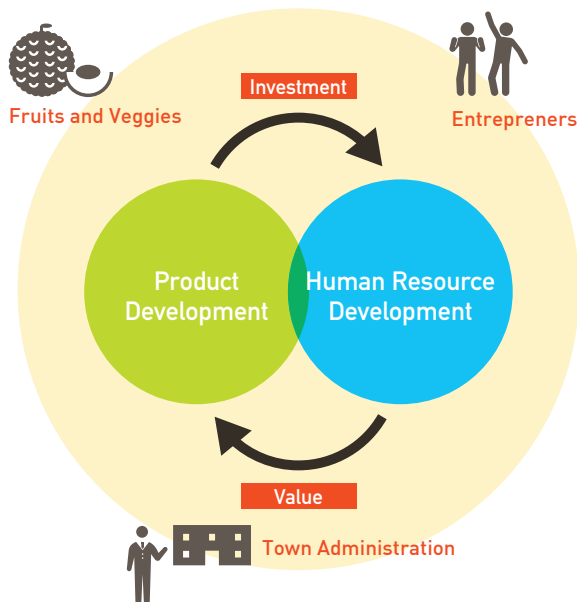 Investment
Fruits and Veggies
Entrepreners
Product
Development
Human Resource
Development
Value
Town Administration